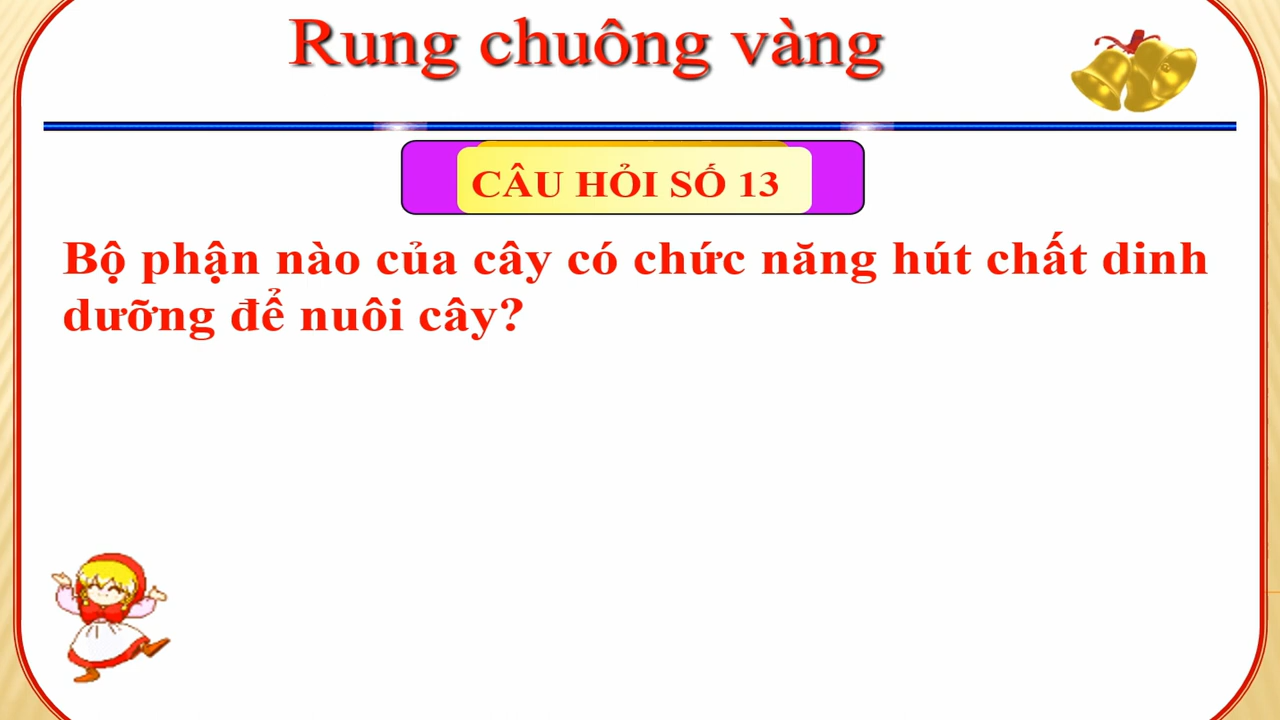 Rung chuông vàng
CÂU HỎI SỐ 13
Bộ phận nào của cây có chức năng hút chất dinh
dưỡng để nuôi cây?